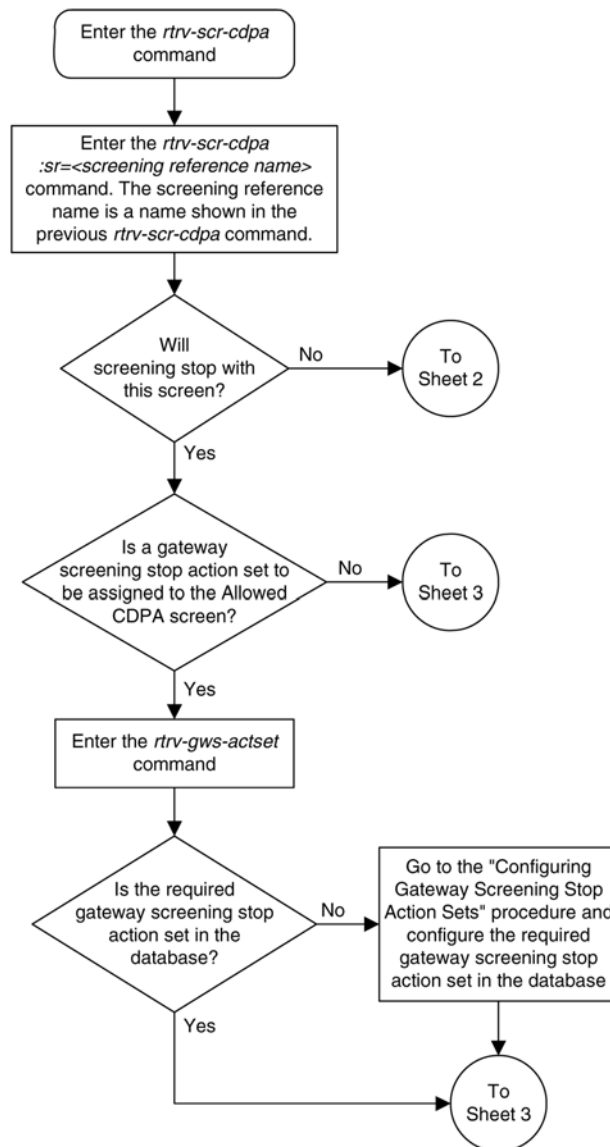 Enter the rtrv-scr-cdpa
command
Enter the rtrv-scr-cdpa
:sr=<screening reference name>
command. The screening reference
name is a name shown in the
previous rtrv-scr-cdpa command.
Will
screening stop with
this screen?
No
To
Sheet 2
Yes
Is a gateway
screening stop action set to
be assigned to the Allowed
CDPA screen?
No
To
Sheet 3
Yes
Enter the rtrv-gws-actset
command
Is the required
gateway screening stop
action set in the
database?
No
Go to the "Configuring
Gateway Screening Stop
Action Sets" procedure and
configure the required
gateway screening stop
action set in the database
Yes
To
Sheet 3